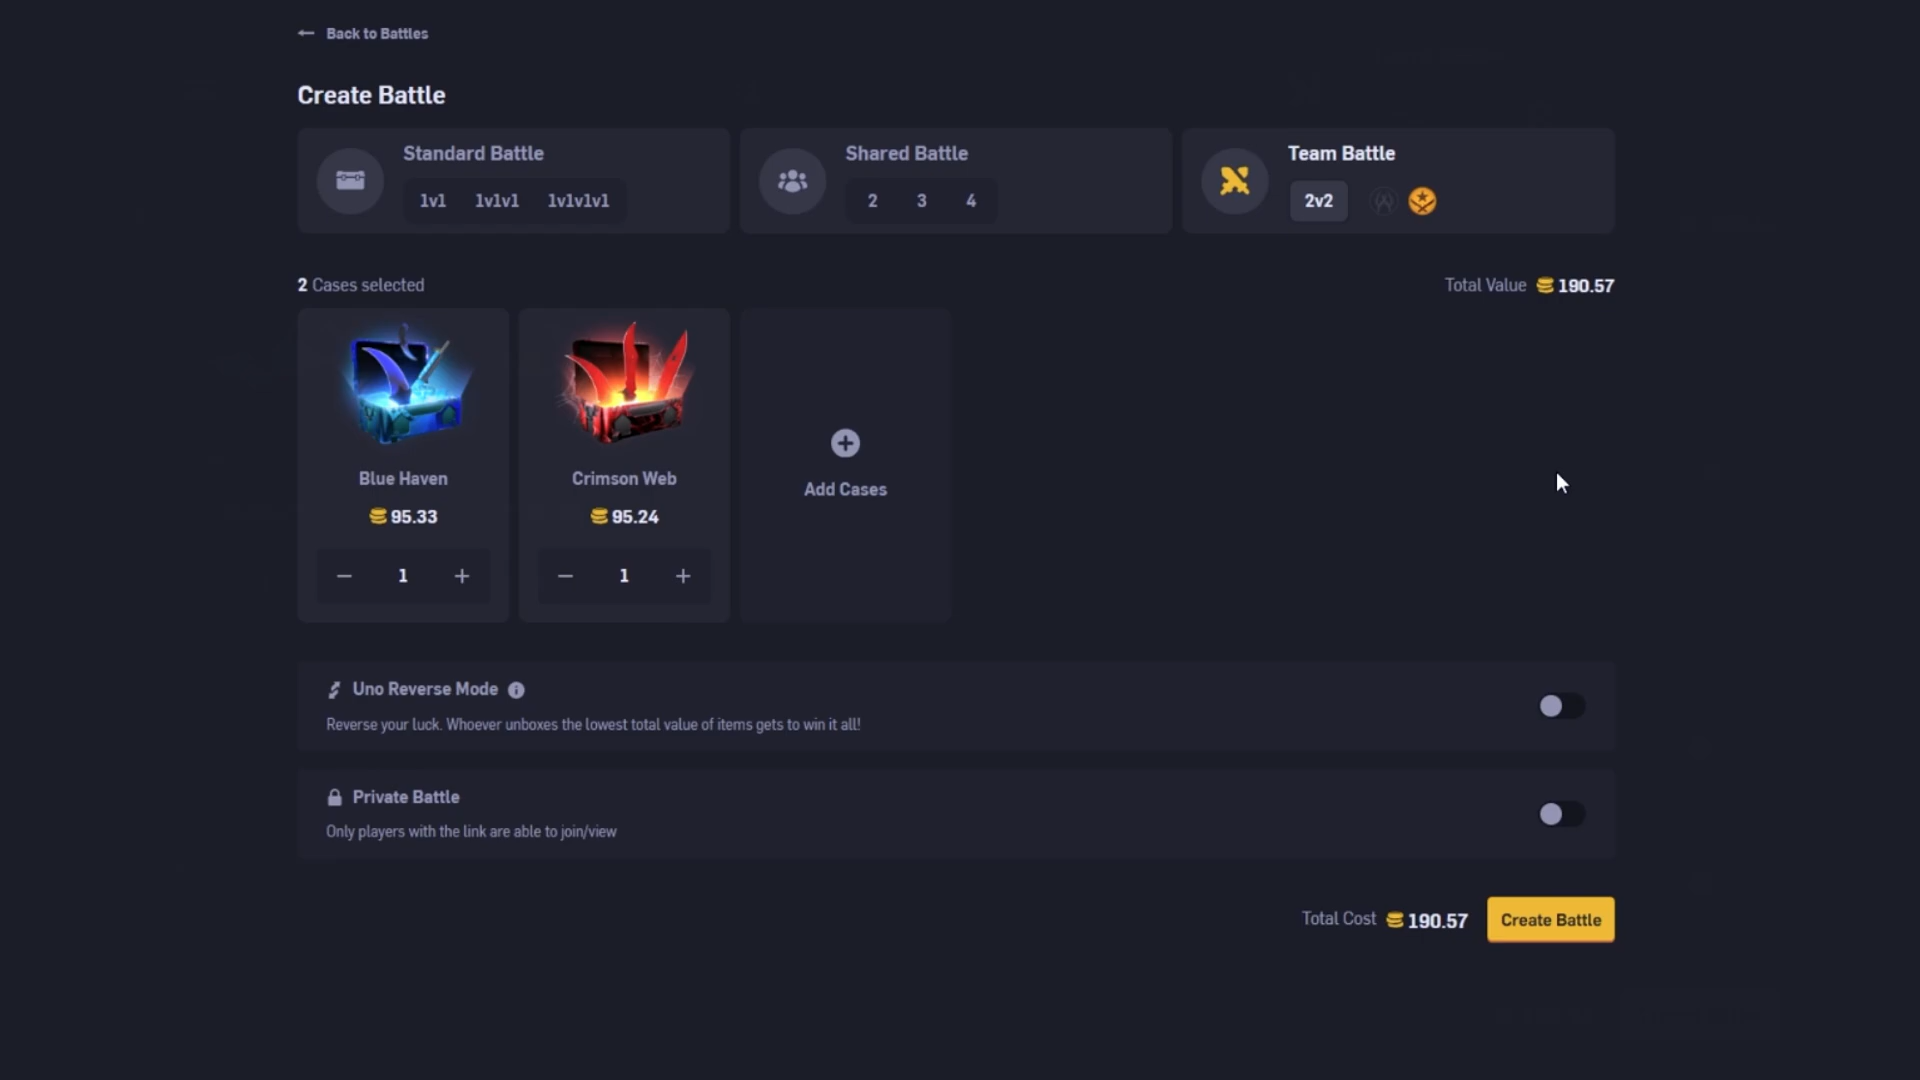 Back to Battles
Create Battle
Standard Battle
1v1 1v1v1 1v1v1v1
Shared Battle
2 3 4
Team Battle
2v2
2 Cases selected
Total Value 190.57
Blue Haven
95.33
1
Crimson Web
95.24
1
Add Cases
Uno Reverse Mode
Reverse your luck. Whoever unboxes the lowest total value of items gets to win it all!
Private Battle
Only players with the link are able to join/view
Total Cost 190.57
Create Battle